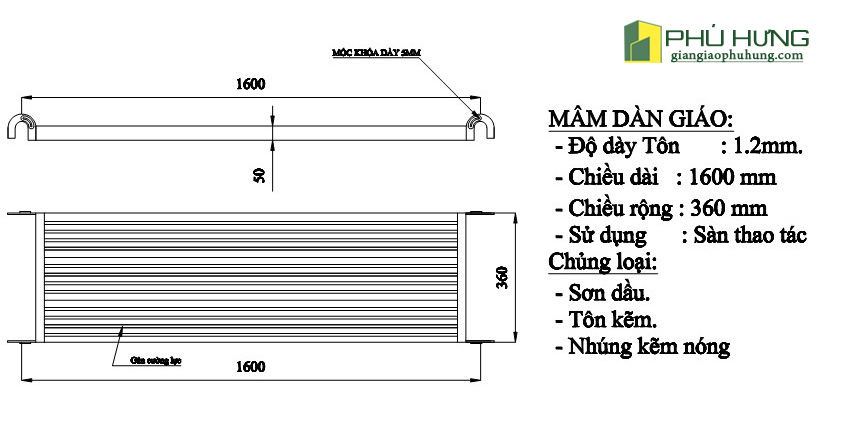 PHÚ HƯNG
giangiaophuhung.com
MÓC KHÓA DÀY 5MM
1600
50
360
Gân cường lực
1600
MÂM DÀN GIÁO:
- Độ dày Tôn : 1.2mm.
- Chiều dài : 1600 mm
- Chiều rộng : 360 mm
- Sử dụng : Sàn thao tác
Chủng loại:
- Sơn dầu.
- Tôn kẽm.
- Nhúng kẽm nóng